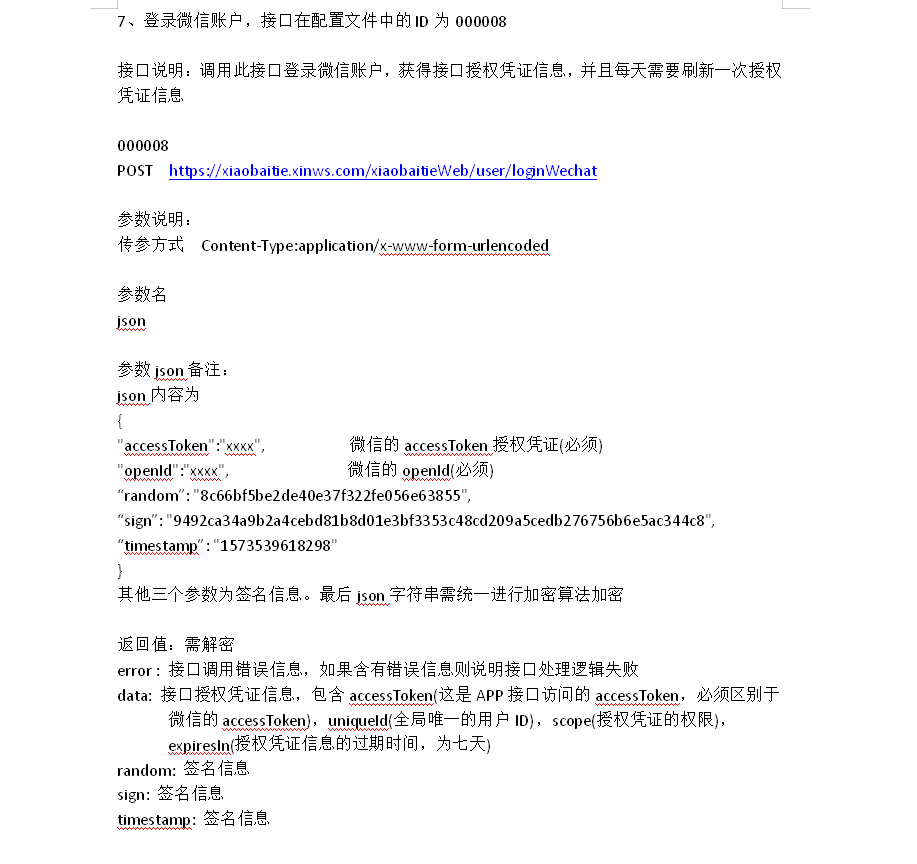 7、登录微信账户，接口在配置文件中的 ID 为 000008
接口说明：调用此接口登录微信账户，获得接口授权凭证信息，并且每天需要刷新一次授权
凭证信息
000008
POST https://xiaobaitie.xinws.com/xiaobaitieWeb/user/loginWechat
参数说明：
传参方式 Content-Type:application/x-www-form-urlencoded
参数名
json
参数 json 备注：
json 内容为
{
"accessToken":"xxxx", 微信的 accessToken 授权凭证(必须)
"openId":"xxxx", 微信的 openId(必须)
“random”: "8c66bf5be2de40e37f322fe056e63855",
“sign”: "9492ca34a9b2a4cebd81b8d01e3bf3353c48cd209a5cedb276756b6e5ac344c8",
“timestamp”: "1573539618298"
}
其他三个参数为签名信息。最后 json 字符串需统一进行加密算法加密
返回值：需解密
error : 接口调用错误信息，如果含有错误信息则说明接口处理逻辑失败
data: 接口授权凭证信息，包含 accessToken(这是 APP 接口访问的 accessToken，必须区别于
微信的 accessToken)，uniqueId(全局唯一的用户 ID)，scope(授权凭证的权限)，
expiresIn(授权凭证信息的过期时间，为七天)
random: 签名信息
sign: 签名信息
timestamp: 签名信息